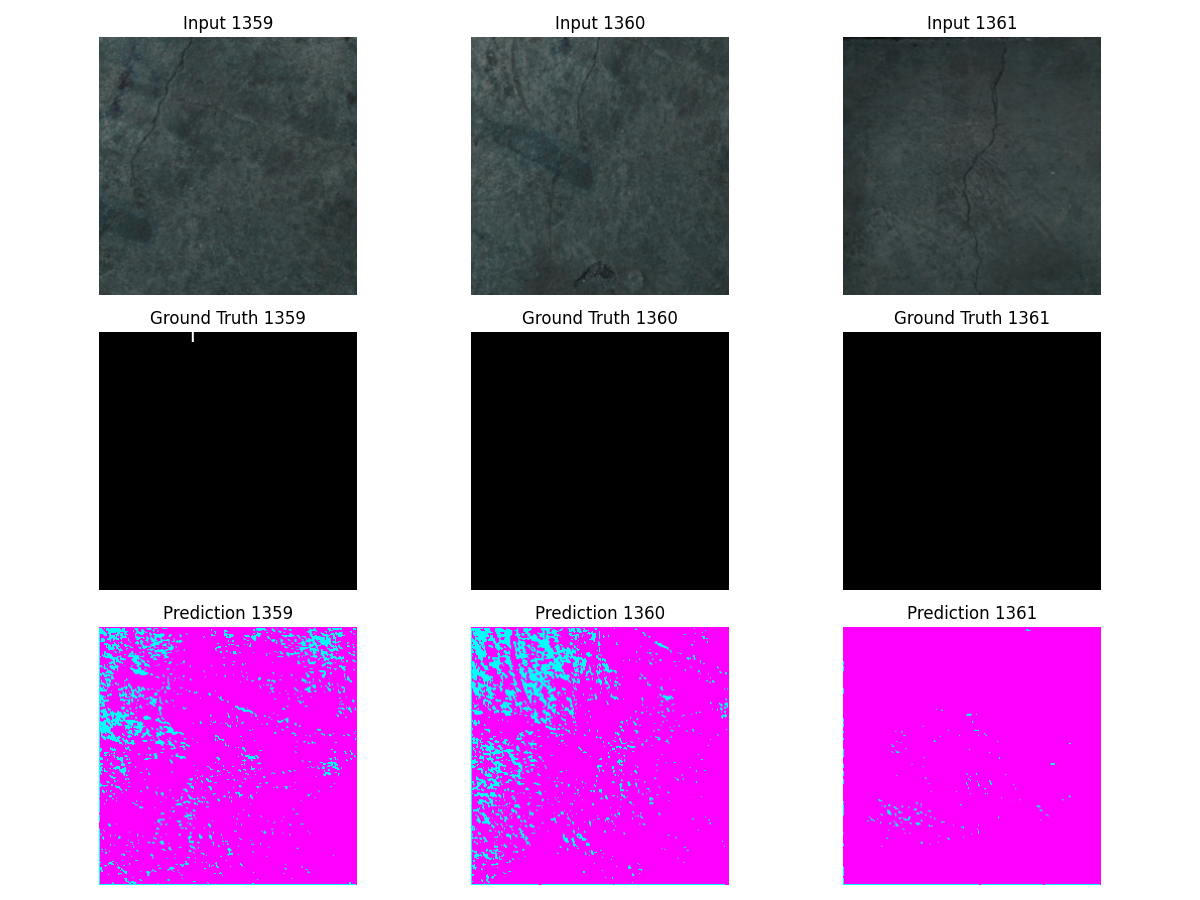 Input 1359
Input 1360
Input 1361
Ground Truth 1359
Ground Truth 1360
Ground Truth 1361
Prediction 1359
Prediction 1360
Prediction 1361